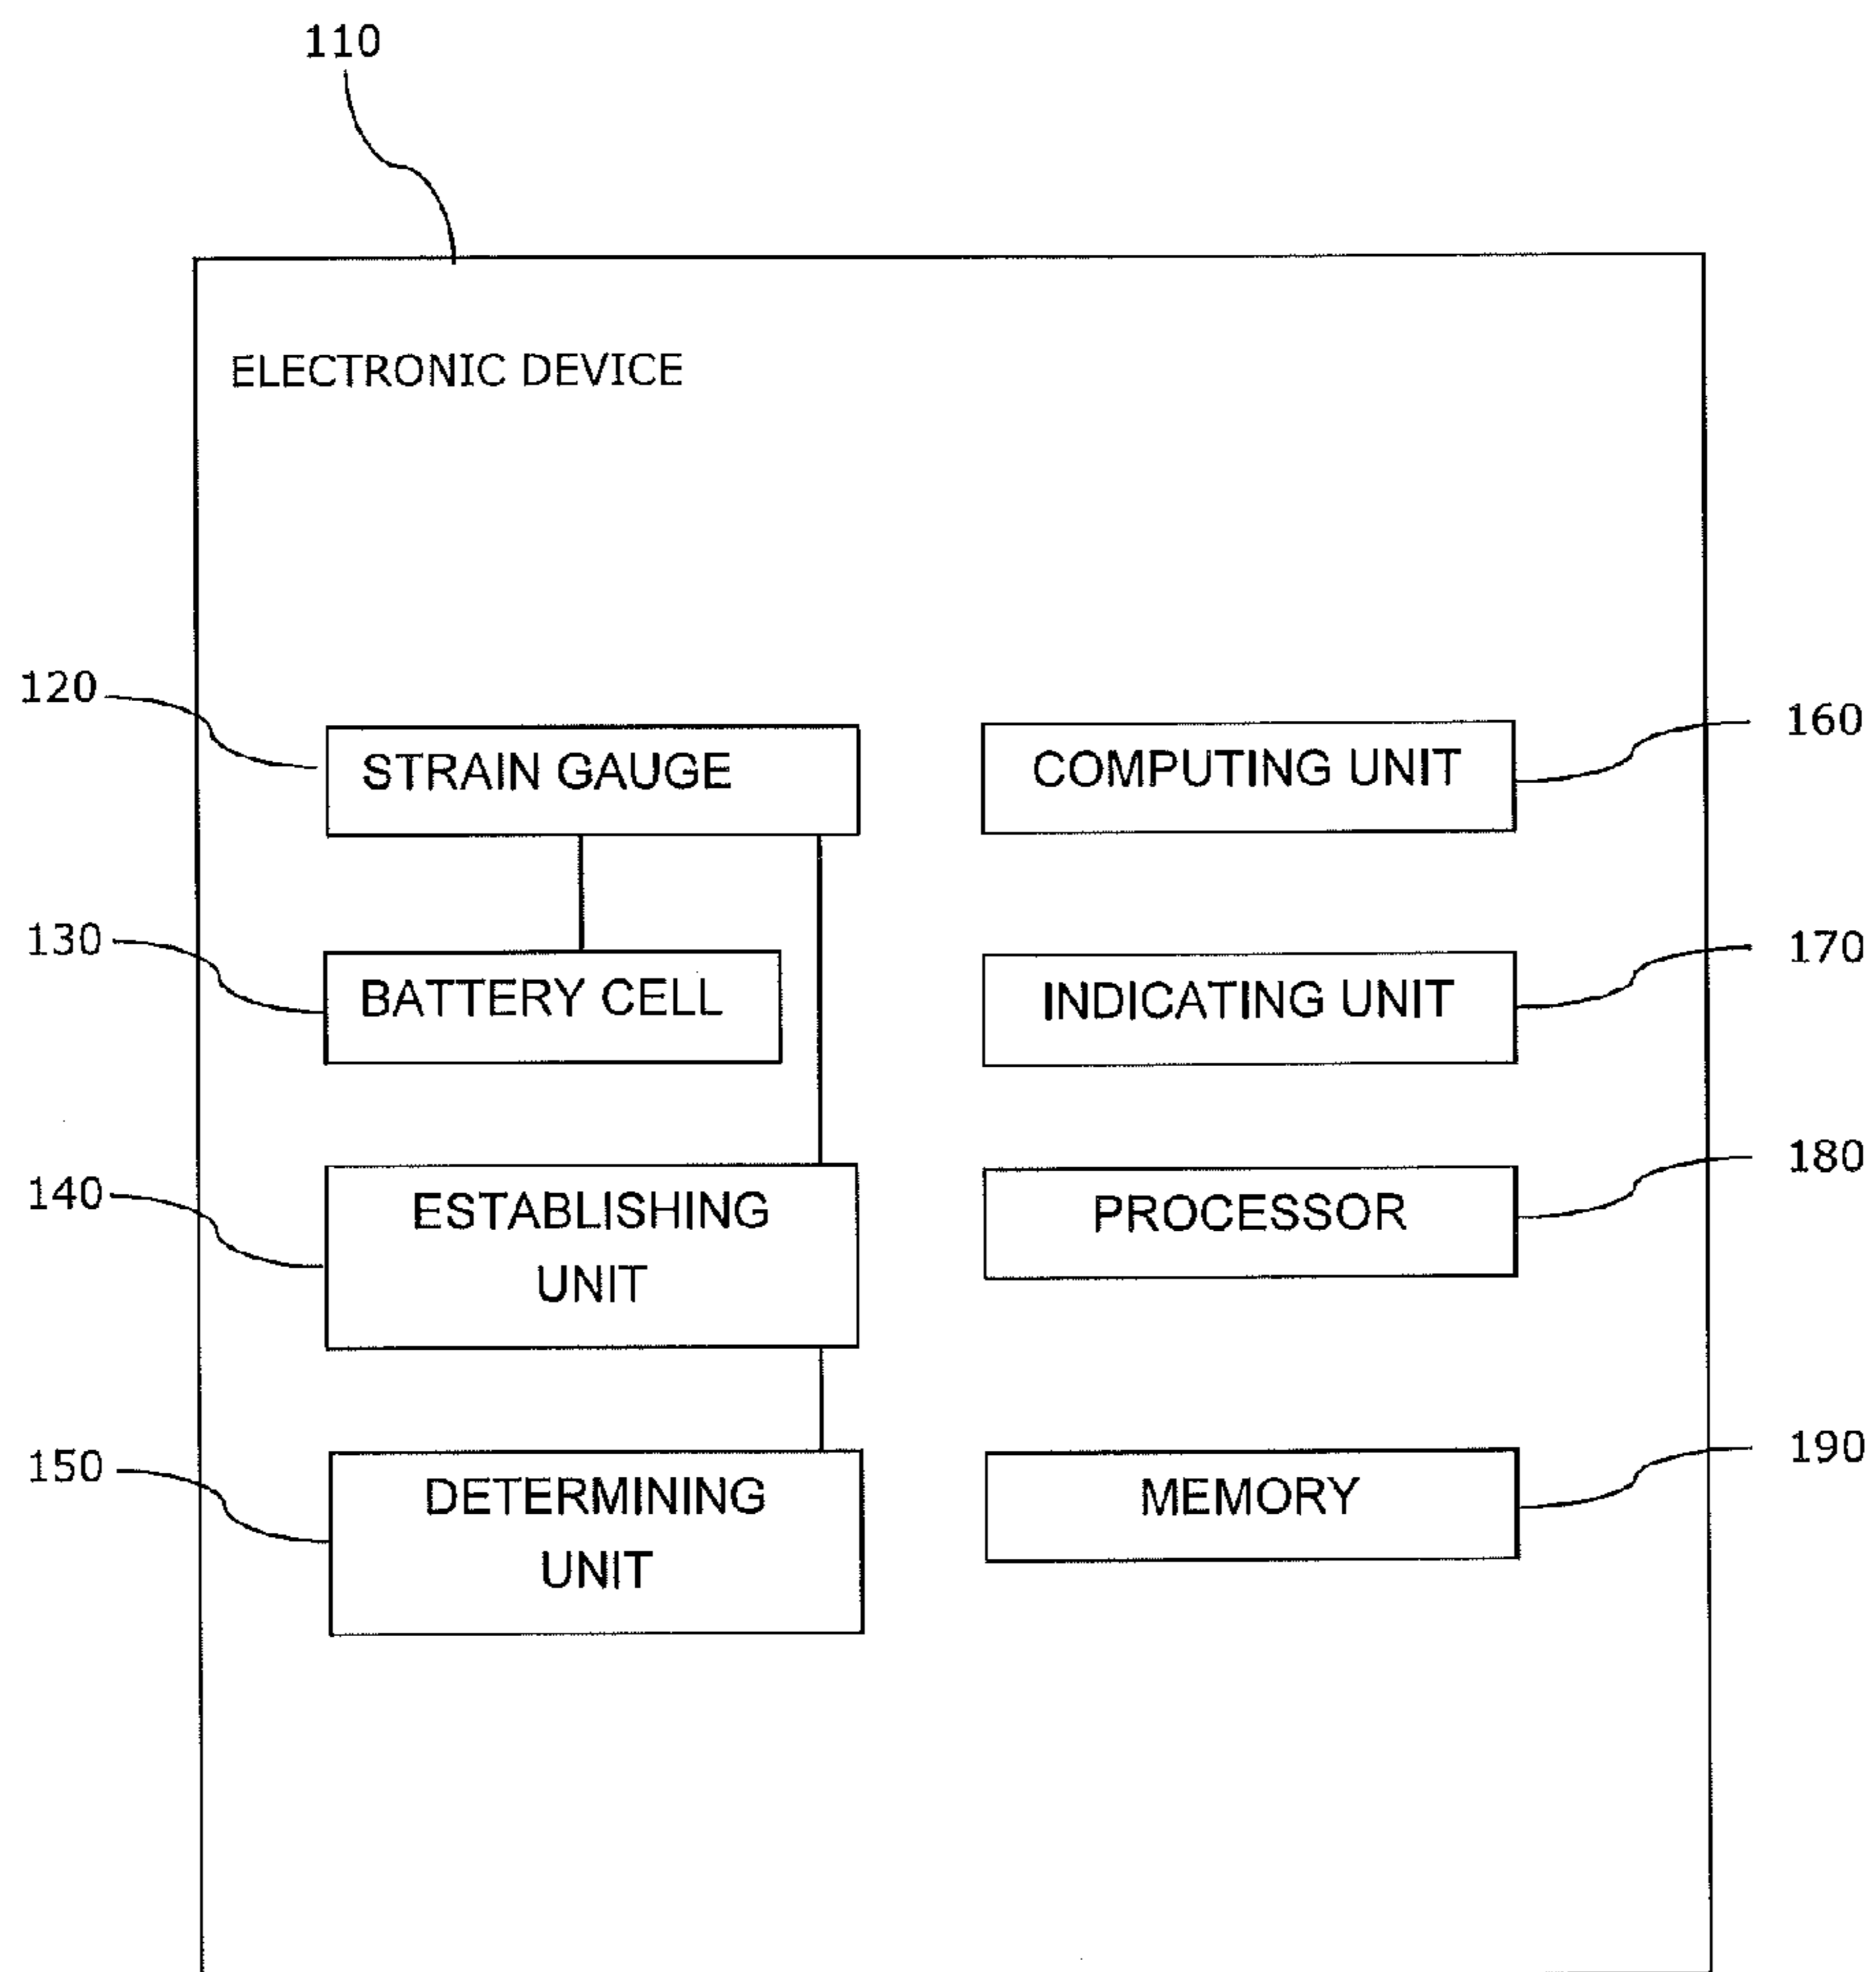 110
ELECTRONIC DEVICE
120
STRAIN GAUGE
COMPUTING UNIT
160
130
BATTERY CELL
INDICATING UNIT
170
140
ESTABLISHING
UNIT
PROCESSOR
180
150
DETERMINING
UNIT
MEMORY
190